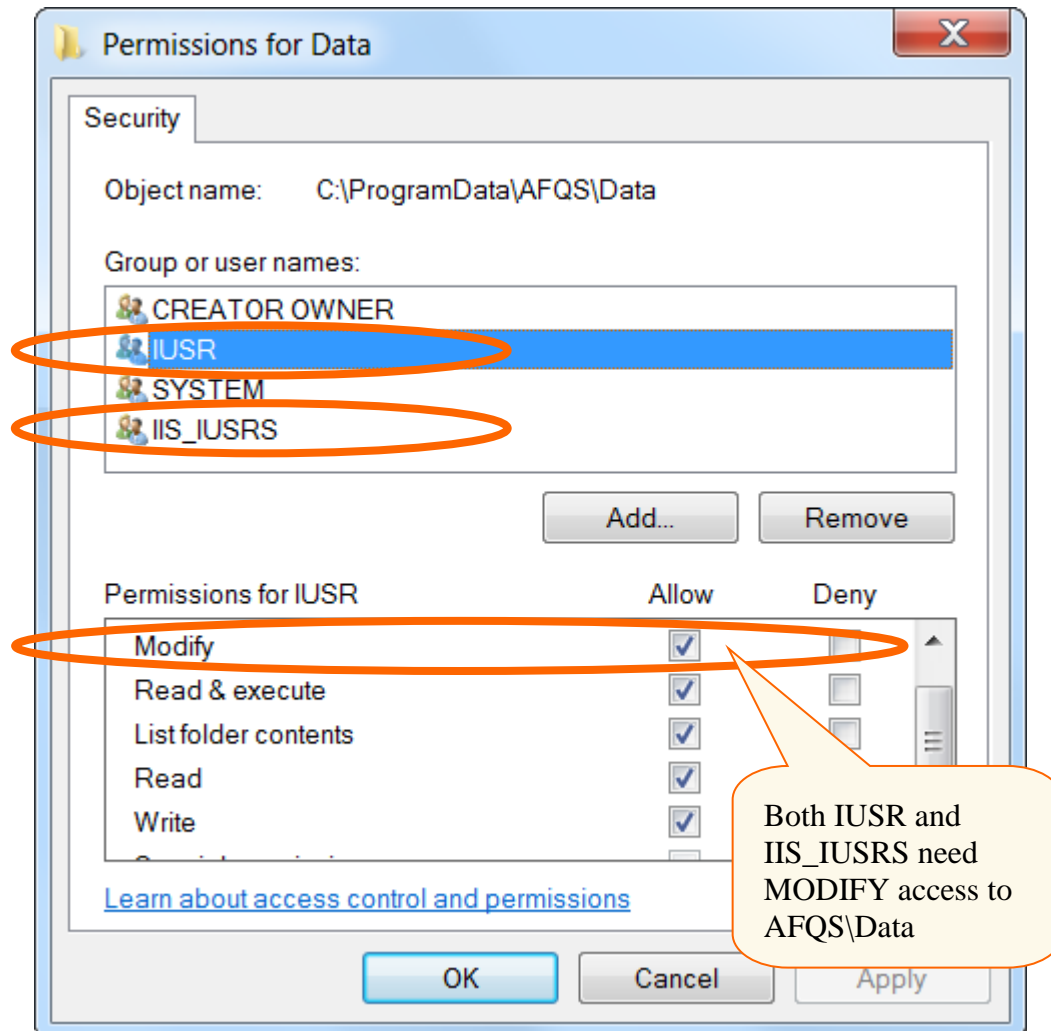 Permissions for Data
Security
Object name: C:\ProgramData\AFQS\Data
Group or user names:
CREATOR OWNER
IUSR
SYSTEM
IIS_IUSRS
Add... Remove
Permissions for IUSR Allow Deny
Modify
Read & execute
List folder contents
Read
Write
Both IUSR and
IIS_IUSRS need
MODIFY access to
AFQS\Data
Learn about access control and permissions
OK Cancel Apply